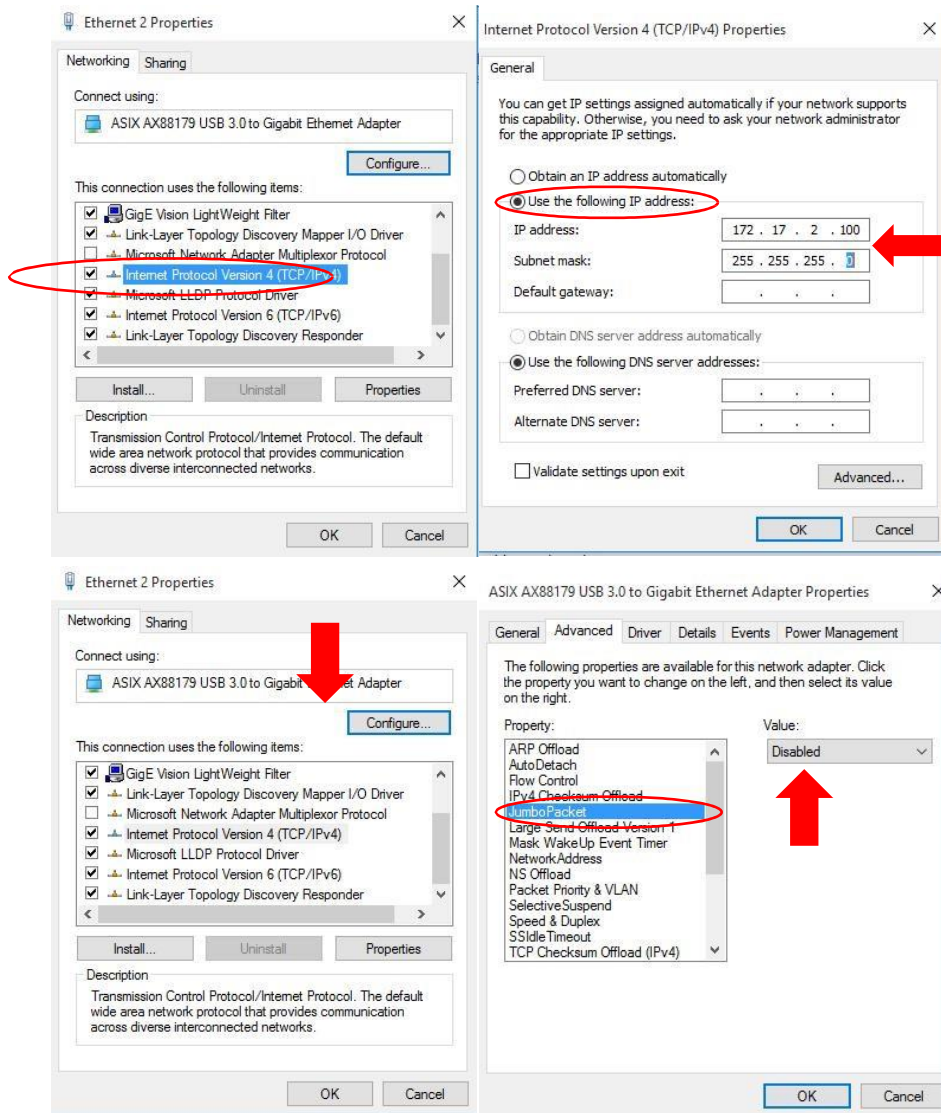 Ethernet 2 Properties
Networking Sharing
Connect using:
ASIX AX88179 USB 3.0 to Gigabit Ethernet Adapter
Configure...
This connection uses the following items:
GigE Vision LightWeight Filter
Link-Layer Topology Discovery Mapper I/O Driver
Microsoft Network Adapter Multiplexor Protocol
Internet Protocol Version 4 (TCP/IPv4)
Microsoft LLDP Protocol Driver
Internet Protocol Version 6 (TCP/IPv6)
Link-Layer Topology Discovery Responder
Install... Uninstall Properties
Description
Transmission Control Protocol/Internet Protocol. The default
wide area network protocol that provides communication
across diverse interconnected networks.
OK Cancel
Internet Protocol Version 4 (TCP/IPv4) Properties
General
You can get IP settings assigned automatically if your network supports
this capability. Otherwise, you need to ask your network administrator
for the appropriate IP settings.
Obtain an IP address automatically
Use the following IP address:
IP address: 172 . 17 . 2 . 100
Subnet mask: 255 . 255 . 255 . 0
Default gateway: . . .
Obtain DNS server address automatically
Use the following DNS server addresses:
Preferred DNS server: . . .
Alternate DNS server: . . .
Validate settings upon exit
Advanced...
OK Cancel
Ethernet 2 Properties
Networking Sharing
Connect using:
ASIX AX88179 USB 3.0 to Gigabit et Adapter
Configure...
This connection uses the following items:
GigE Vision LightWeight Filter
Link-Layer Topology Discovery Mapper I/O Driver
Microsoft Network Adapter Multiplexor Protocol
Internet Protocol Version 4 (TCP/IPv4)
Microsoft LLDP Protocol Driver
Internet Protocol Version 6 (TCP/IPv6)
Link-Layer Topology Discovery Responder
Install... Uninstall Properties
Description
Transmission Control Protocol/Internet Protocol. The default
wide area network protocol that provides communication
across diverse interconnected networks.
OK Cancel
ASIX AX88179 USB 3.0 to Gigabit Ethernet Adapter Properties
General Advanced Driver Details Events Power Management
The following properties are available for this network adapter. Click
the property you want to change on the left, and then select its value
on the right.
Property:
ARP Offload
AutoDetach
Flow Control
IPv4 Checksum Offload
JumboPacket
Large Send Offload Version 1
Mask WakeUp Event Timer
NetworkAddress
NS Offload
Packet Priority & VLAN
SelectiveSuspend
Speed & Duplex
SSIdleTimeout
TCP Checksum Offload (IPv4)
Value:
Disabled
OK Cancel